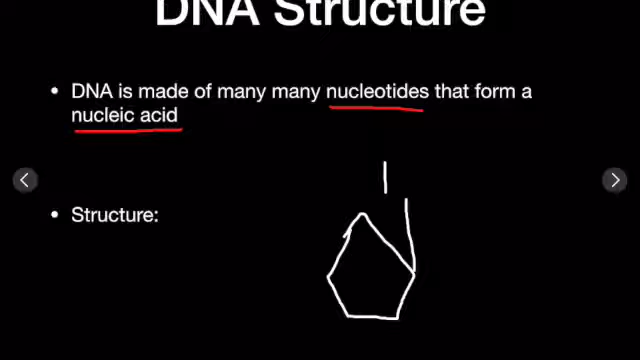 DNA Structure
• DNA is made of many many nucleotides that form a
nucleic acid
• Structure: